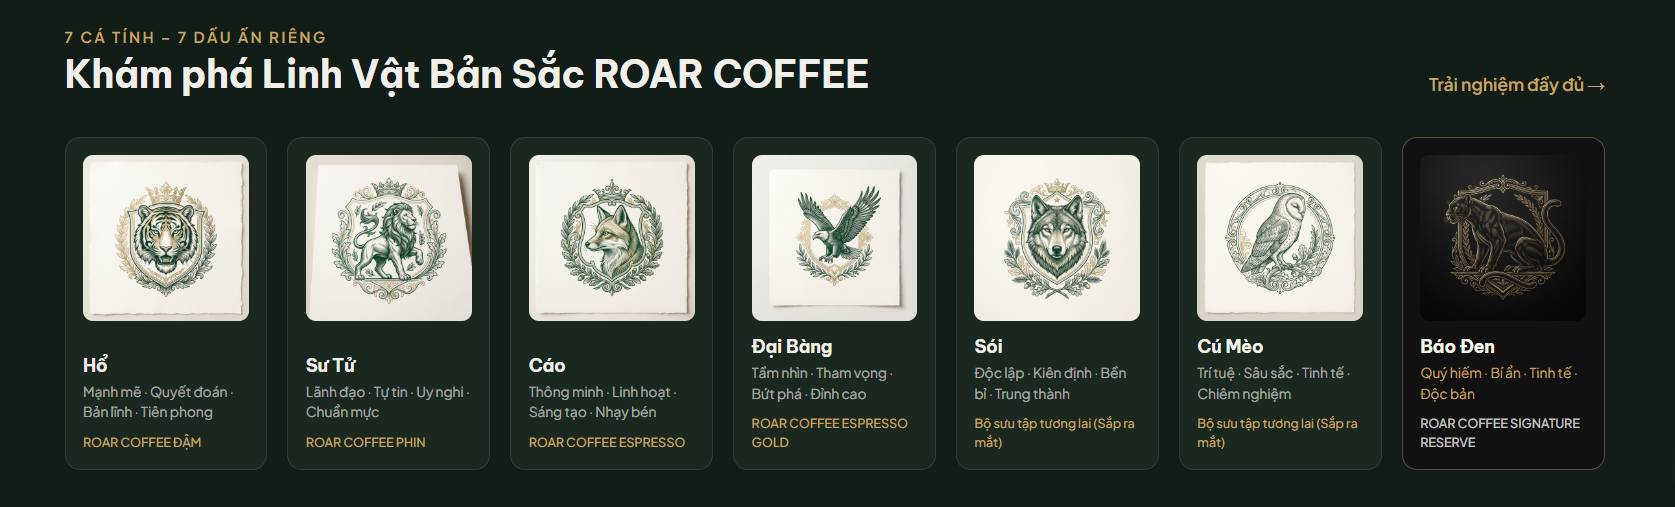 7 CÁ TÍNH – 7 DẤU ẤN RIÊNG
Khám phá Linh Vật Bản Sắc ROAR COFFEE
Trải nghiệm đầy đủ →
Hổ
Mạnh mẽ · Quyết đoán ·
Bản lĩnh · Tiên phong
ROAR COFFEE ĐẬM
Sư Tử
Lãnh đạo · Tự tin · Uy nghi ·
Chuẩn mực
ROAR COFFEE PHIN
Cáo
Thông minh · Linh hoạt ·
Sáng tạo · Nhạy bén
ROAR COFFEE ESPRESSO
Đại Bàng
Tầm nhìn · Tham vọng ·
Bứt phá · Đỉnh cao
ROAR COFFEE ESPRESSO
GOLD
Sói
Độc lập · Kiên định · Bền
bỉ · Trung thành
Bộ sưu tập tương lai (Sắp ra
mắt)
Cú Mèo
Trí tuệ · Sâu sắc · Tinh tế ·
Chiêm nghiệm
Bộ sưu tập tương lai (Sắp ra
mắt)
Báo Đen
Quý hiếm · Bí ẩn · Tinh tế ·
Độc bản
ROAR COFFEE SIGNATURE
RESERVE